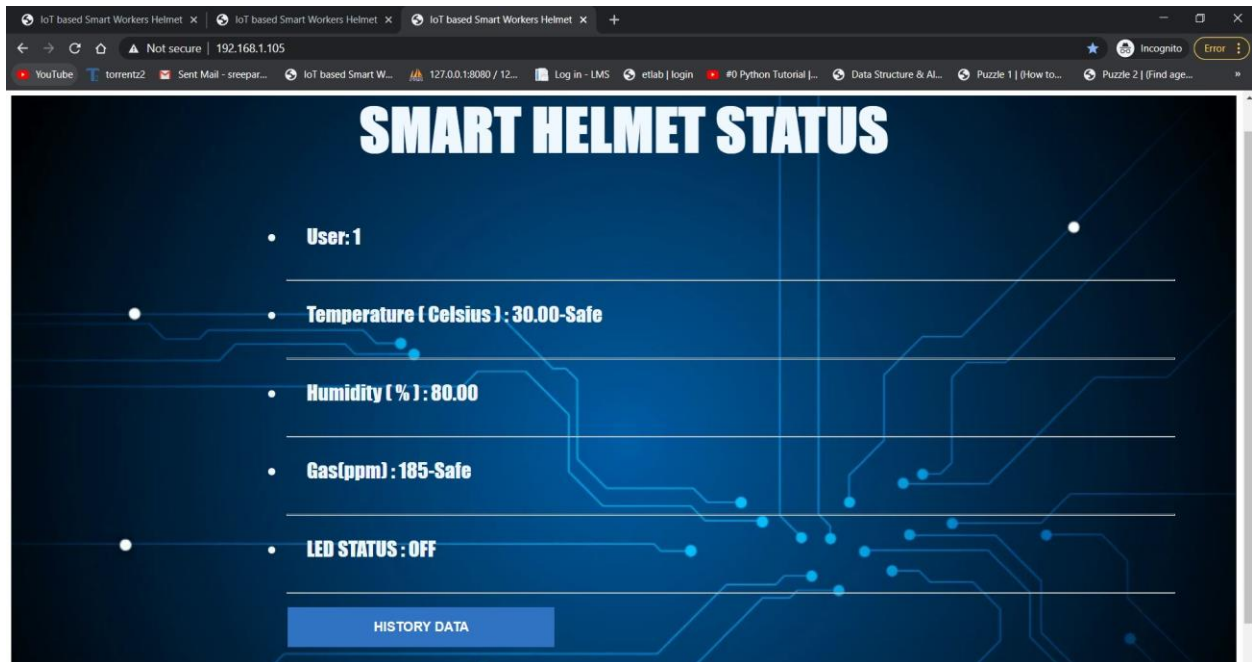 IoT based Smart Workers Helmet IoT based Smart Workers Helmet IoT based Smart Workers Helmet
Not secure | 192.168.1.105 Incognito Error
YouTube torrentz2 Sent Mail - sreepar... IoT based Smart W... 127.0.0.1:8080 / 12... Log in - LMS etlab | login #0 Python Tutorial |... Data Structure & Al... Puzzle 1 | (How to... Puzzle 2 | (Find age... »
SMART HELMET STATUS
• User: 1
• Temperature ( Celsius ) : 30.00-Safe
• Humidity ( % ) : 80.00
• Gas(ppm) : 185-Safe
• LED STATUS : OFF
HISTORY DATA